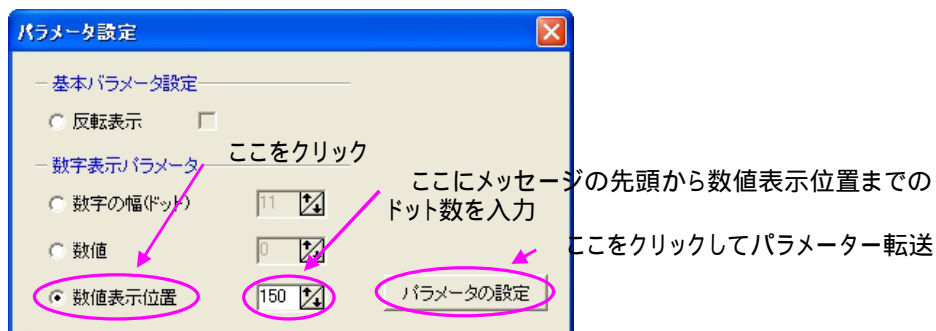 パラメータ設定
基本パラメータ設定
反転表示
ここをクリック
数字表示パラメータ
ここにメッセージの先頭から数値表示位置までの
ドット数を入力
数字の幅(ドット) 11
数値 0
ここをクリックしてパラメーター転送
数値表示位置 150 パラメータの設定